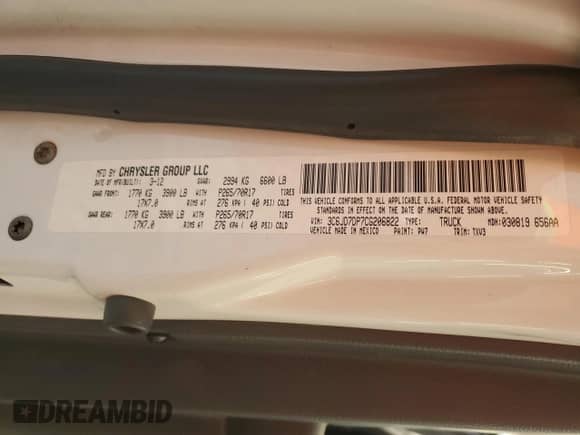 MFD BY CHRYSLER GROUP LLC
DATE OF MFR(BUILT): 3-12 GVWR: 2994 KG 6600 LB
GAWR FRONT: 1770 KG 3900 LB WITH P265/70R17 TIRES
17X7.0 RIMS AT 276 KPA( 40 PSI) COLD
GAWR REAR: 1770 KG 3900 LB WITH P265/70R17 TIRES
17X7.0 RIMS AT 276 KPA( 40 PSI) COLD
THIS VEHICLE CONFORMS TO ALL APPLICABLE U.S.A. FEDERAL MOTOR VEHICLE SAFETY
STANDARDS IN EFFECT ON THE DATE OF MANUFACTURE SHOWN ABOVE.
VIN: 3C6JD7DP7CG206822 TYPE: TRUCK MDH: 030819 656AA
VEHICLE MADE IN MEXICO PAINT: PW7 TRIM: TXV3
DREAMBID